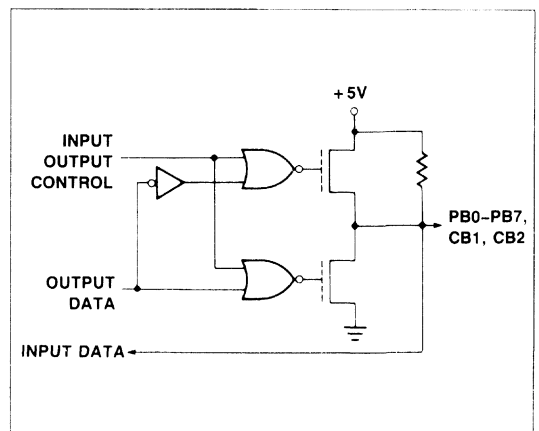 +5V
INPUT
OUTPUT
CONTROL
PB0-PB7,
CB1, CB2
OUTPUT
DATA
INPUT DATA